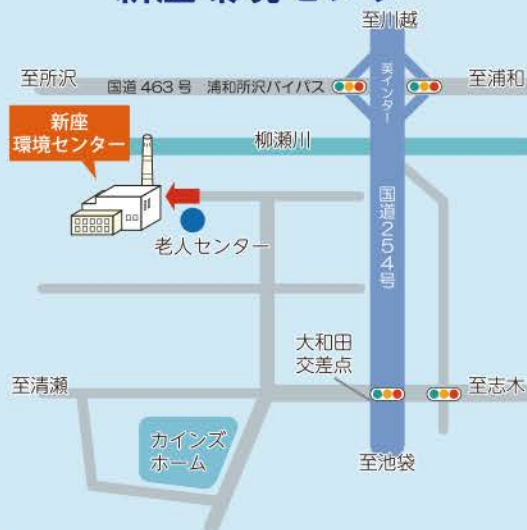 至川越
至所沢
国道463号 浦和所沢バイパス
英インター
至浦和
新座
環境センター
柳瀬川
国道254号
老人センター
大和田
交差点
至清瀬
至志木
カインズ
ホーム
至池袋